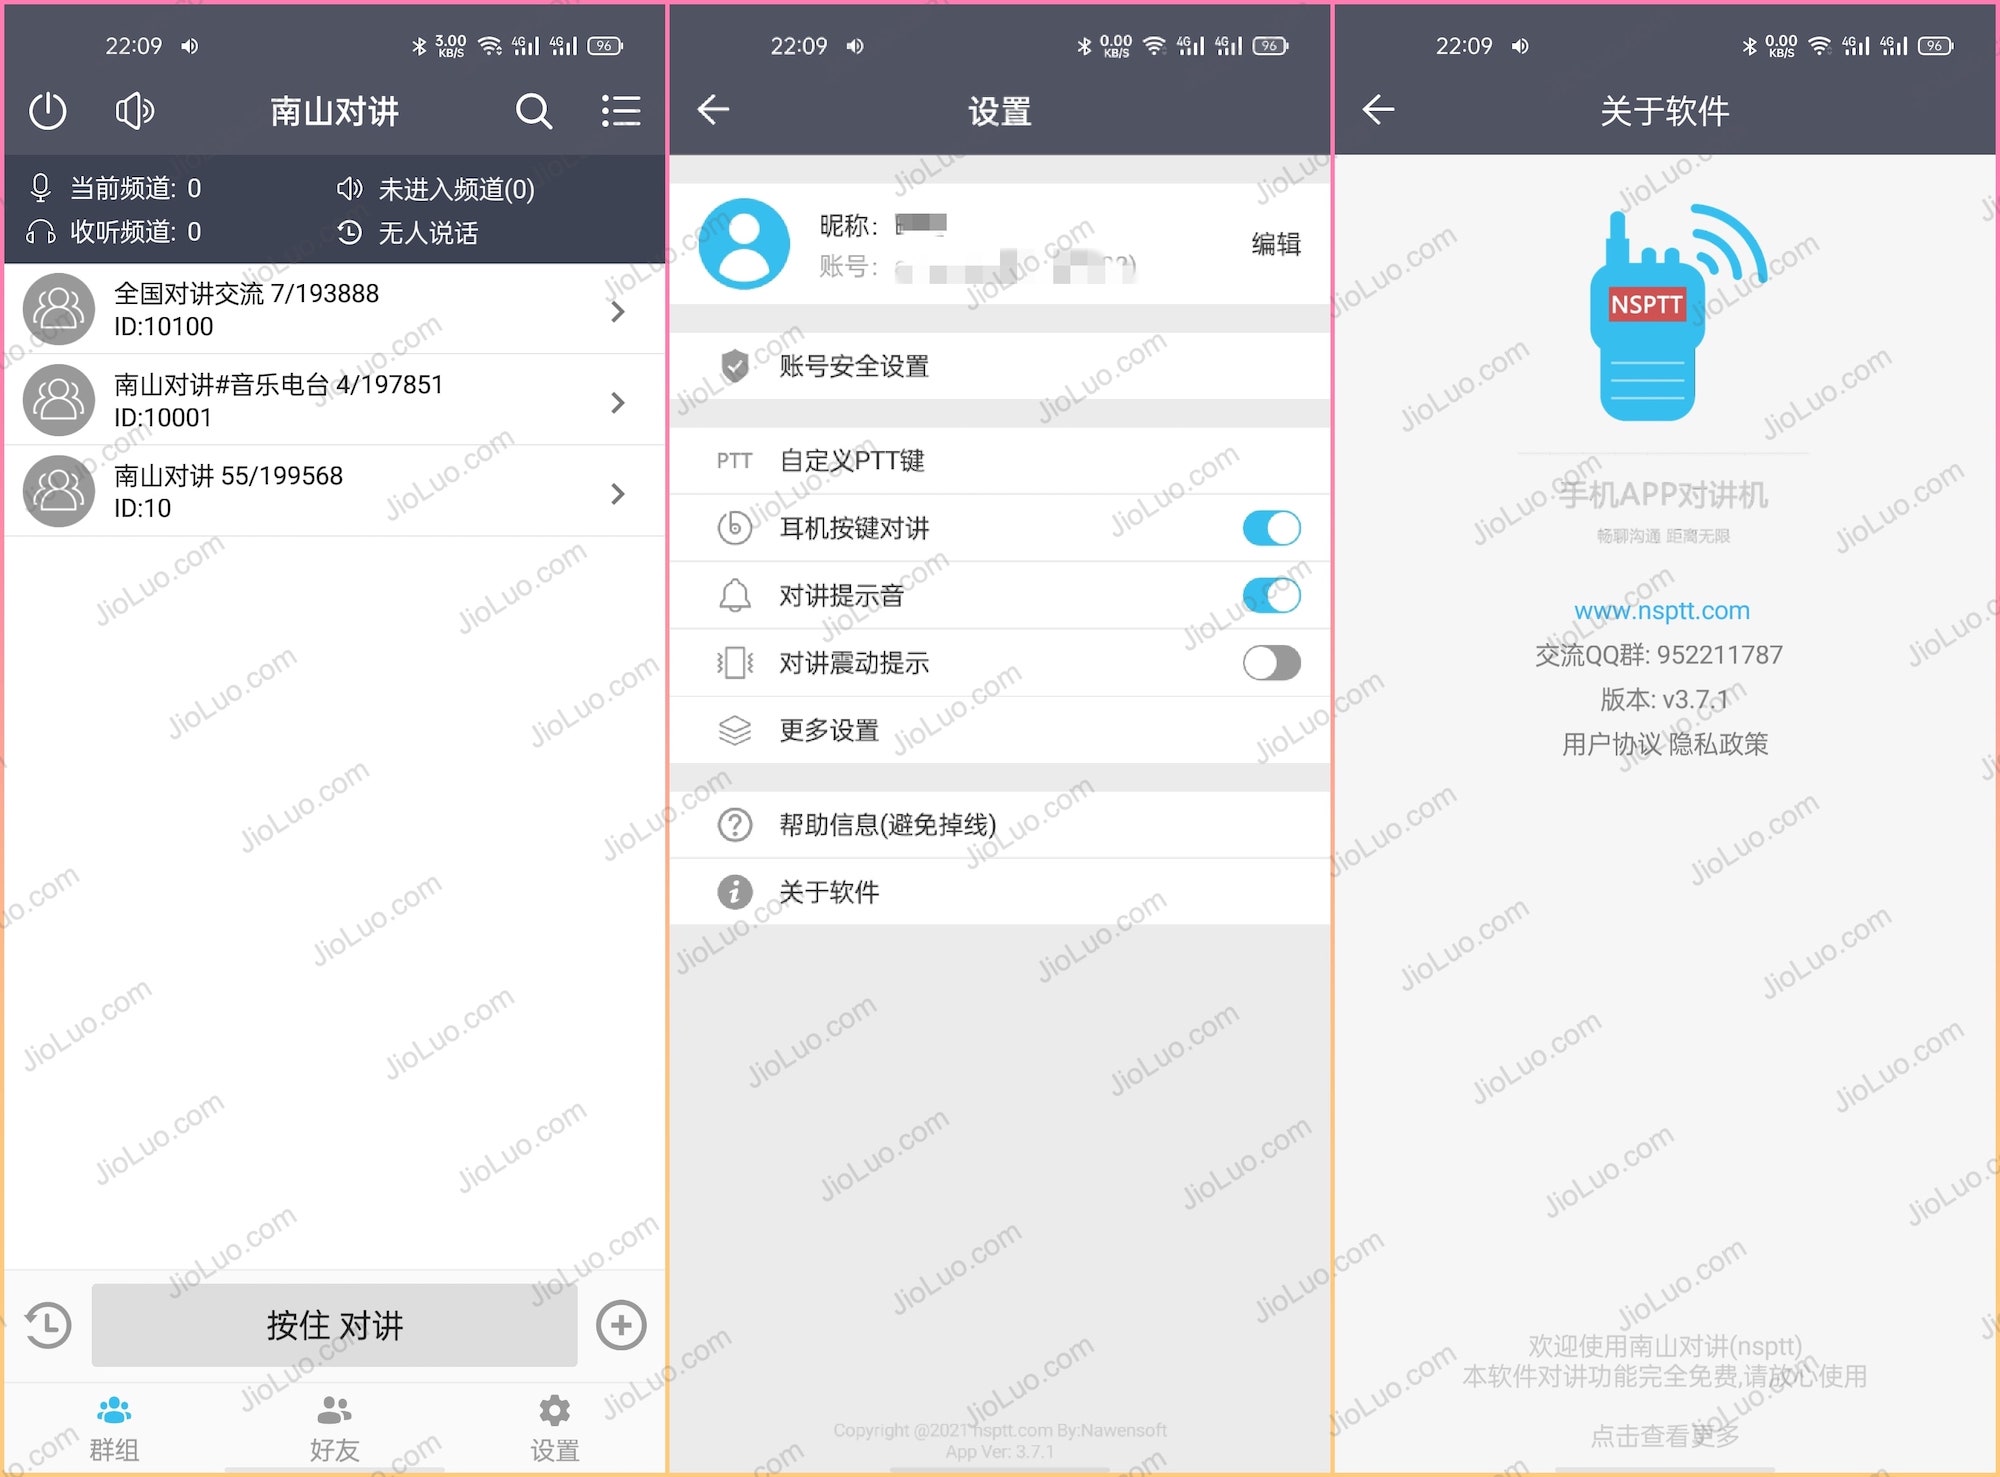 22:09
3.00 KB/S
4G
4G
96
南山对讲
当前频道: 0
未进入频道(0)
收听频道: 0
无人说话
全国对讲交流 7/193888
ID:10100
南山对讲#音乐电台 4/197851
ID:10001
南山对讲 55/199568
ID:10
按住 对讲
群组
好友
设置
22:09
0.00 KB/S
4G
4G
96
设置
昵称:
账号:
编辑
账号安全设置
PTT
自定义PTT键
耳机按键对讲
对讲提示音
对讲震动提示
更多设置
帮助信息(避免掉线)
关于软件
Copyright @2021 nsptt.com By:Nawensoft
App Ver: 3.7.1
22:09
0.00 KB/S
4G
4G
96
关于软件
NSPTT
手机APP对讲机
畅聊沟通 距离无限
www.nsptt.com
交流QQ群: 952211787
版本: v3.7.1
用户协议 隐私政策
欢迎使用南山对讲(nsptt)
本软件对讲功能完全免费,请放心使用
点击查看更多
JioLuo.com